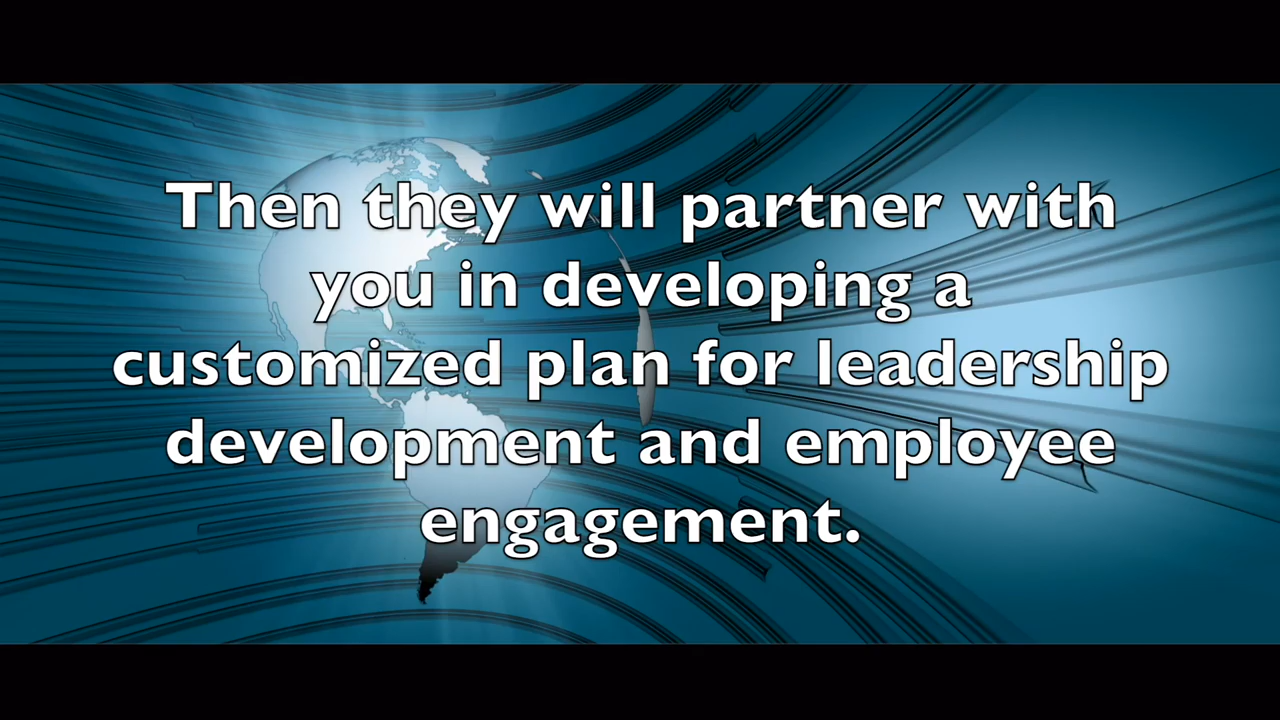 Then they will partner with
you in developing a
customized plan for leadership
development and employee
engagement.